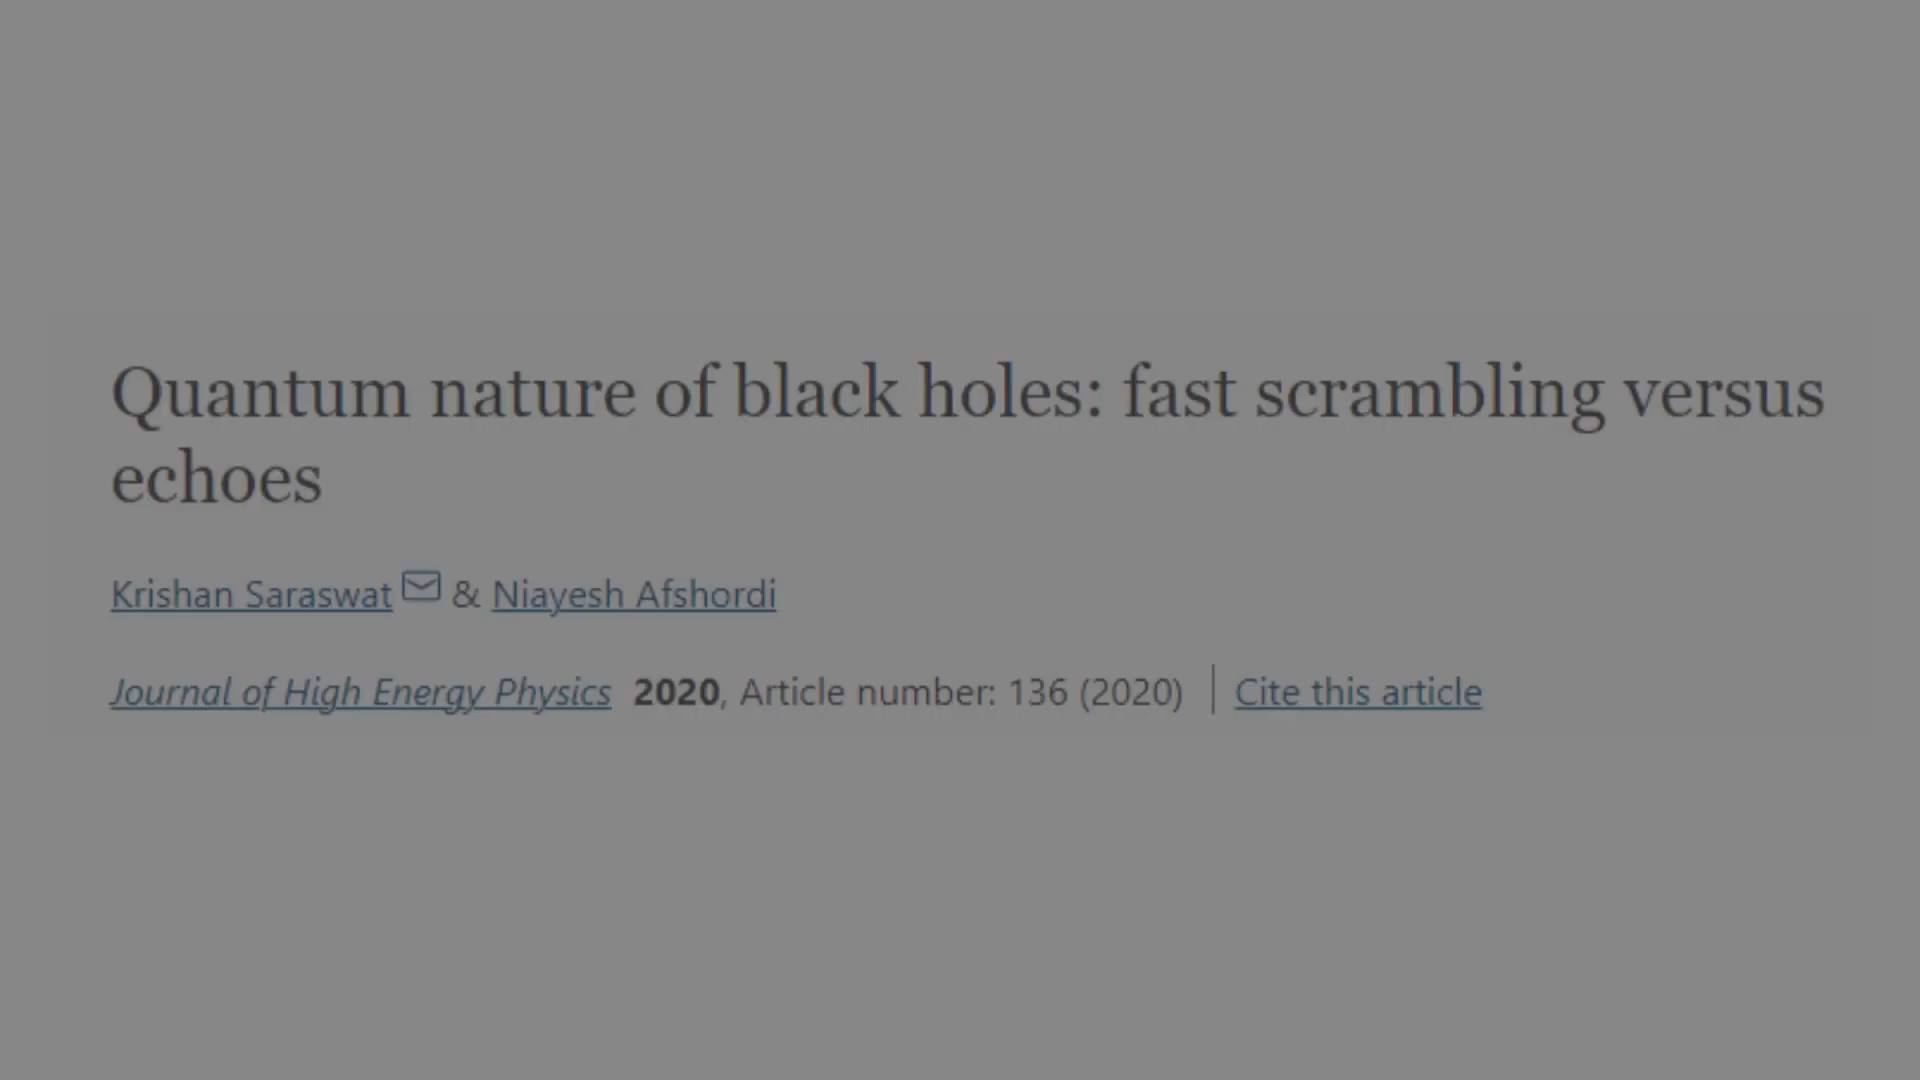 Quantum nature of black holes: fast scrambling versus
echoes
Krishan Saraswat & Niayesh Afshordi
Journal of High Energy Physics 2020, Article number: 136 (2020) | Cite this article